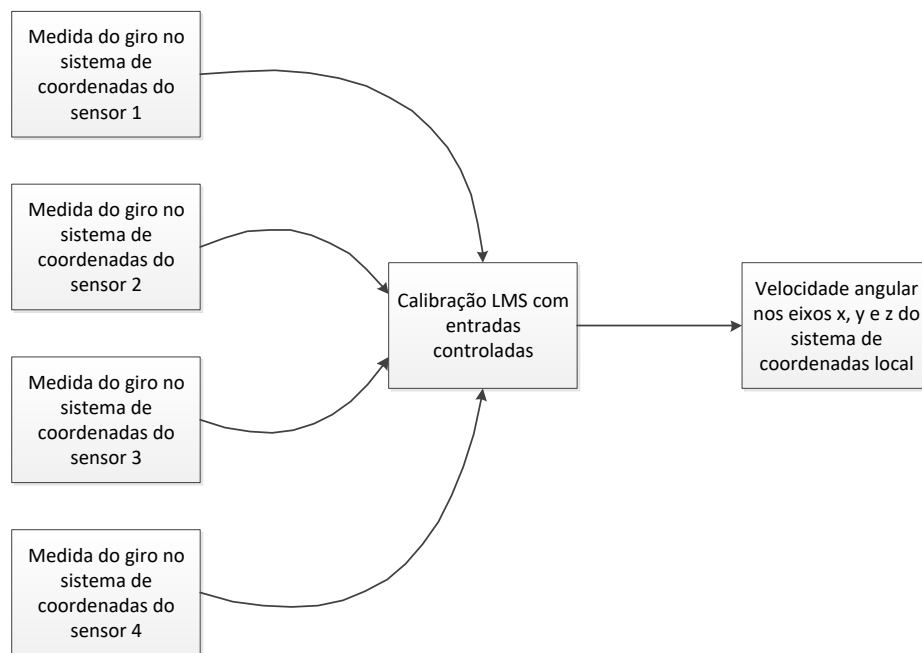 Medida do giro no
sistema de
coordenadas do
sensor 1
Medida do giro no
sistema de
coordenadas do
sensor 2
Medida do giro no
sistema de
coordenadas do
sensor 3
Medida do giro no
sistema de
coordenadas do
sensor 4
Calibração LMS com
entradas
controladas
Velocidade angular
nos eixos x, y e z do
sistema de
coordenadas local